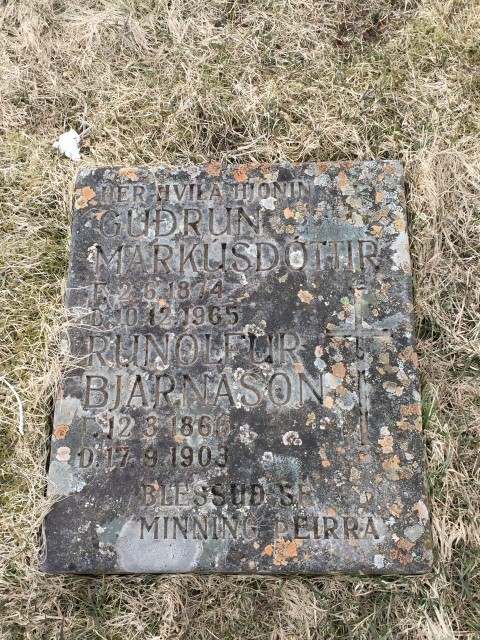 HÉR HVÍLA HJÓNIN
GUÐRÚN
MARKÚSDÓTTIR
F. 2.6.1874
D. 10.12.1965
RUNÓLFUR
BJARNASON
F. 12.3.1866
D. 17.9.1903
BLESSUÐ SÉ
MINNING ÞEIRRA